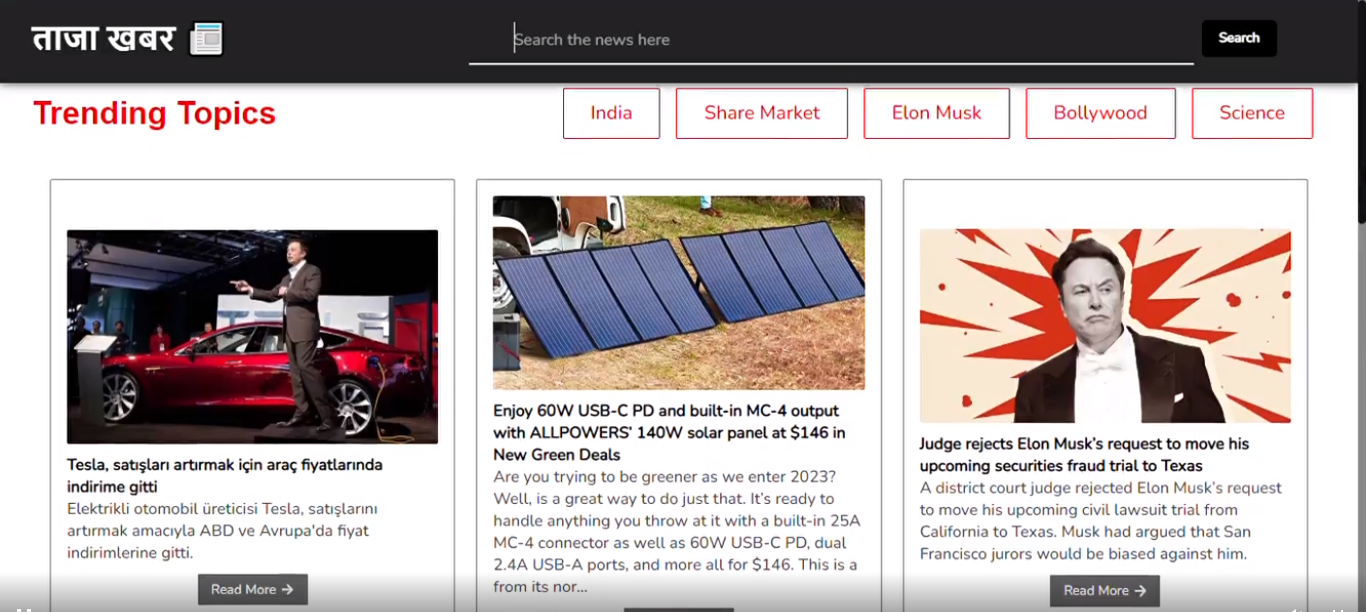 ताजा खबर
Search the news here
Search
Trending Topics
India
Share Market
Elon Musk
Bollywood
Science
Tesla, satışları artırmak için araç fiyatlarında
indirime gitti
Elektrikli otomobil üreticisi Tesla, satışlarını
artırmak amacıyla ABD ve Avrupa'da fiyat
indirimlerine gitti.
Read More →
Enjoy 60W USB-C PD and built-in MC-4 output
with ALLPOWERS’ 140W solar panel at $146 in
New Green Deals
Are you trying to be greener as we enter 2023?
Well, is a great way to do just that. It’s ready to
handle anything you throw at it with a built-in 25A
MC-4 connector as well as 60W USB-C PD, dual
2.4A USB-A ports, and more all for $146. This is a
from its nor...
Judge rejects Elon Musk’s request to move his
upcoming securities fraud trial to Texas
A district court judge rejected Elon Musk’s request
to move his upcoming civil lawsuit trial from
California to Texas. Musk had argued that San
Francisco jurors would be biased against him.
Read More →